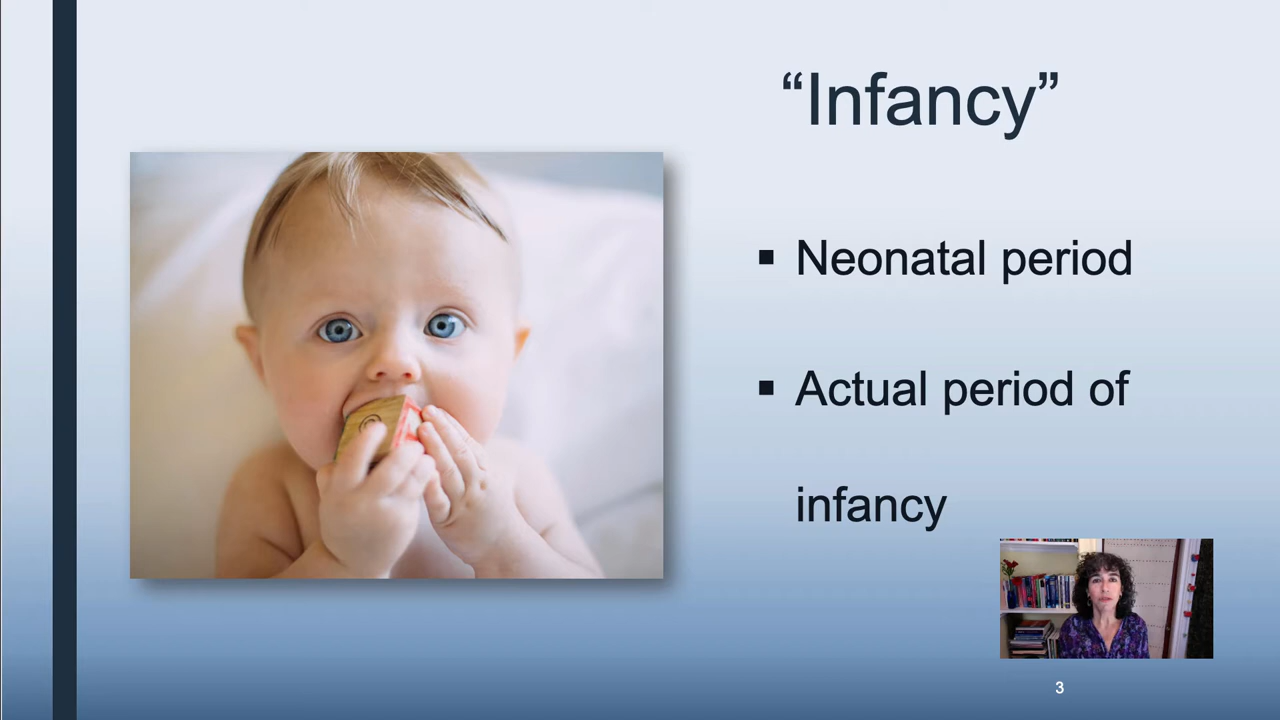 “Infancy”
Neonatal period
Actual period of
infancy
3